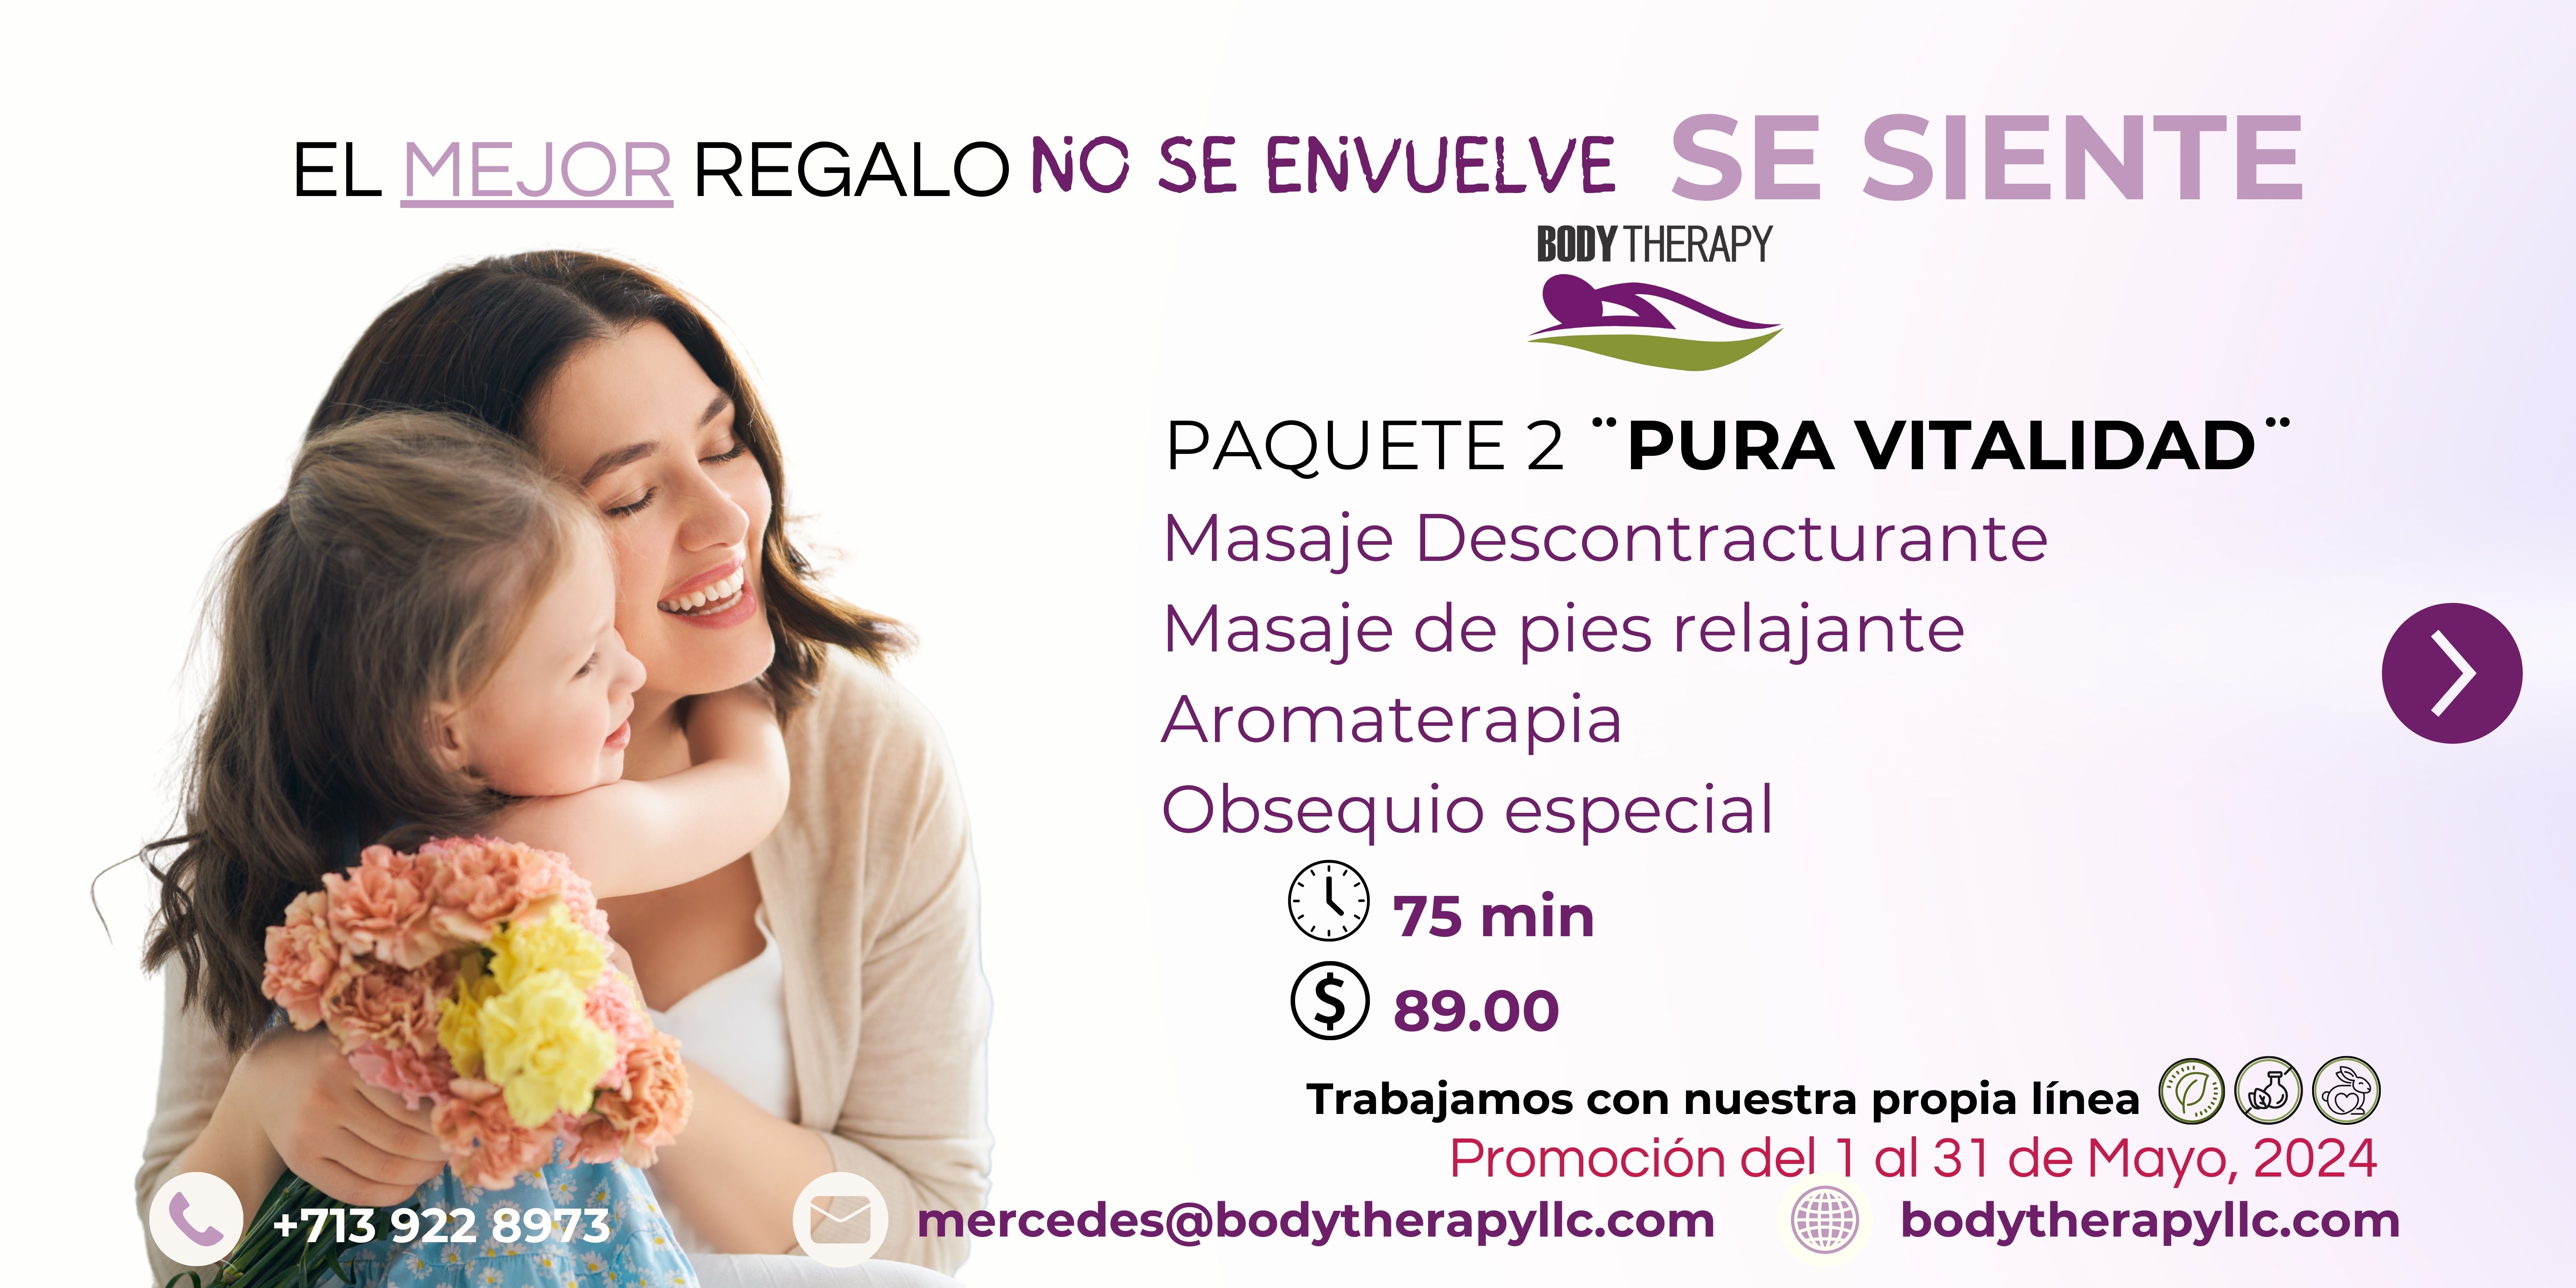 EL MEJOR REGALO NO SE ENVUELVE SE SIENTE
BODY THERAPY
PAQUETE 2 ¨PURA VITALIDAD¨
Masaje Descontracturante
Masaje de pies relajante
Aromaterapia
Obsequio especial
75 min
$ 89.00
Trabajamos con nuestra propia línea
Promoción del 1 al 31 de Mayo, 2024
+713 922 8973 mercedes@bodytherapyllc.com bodytherapyllc.com